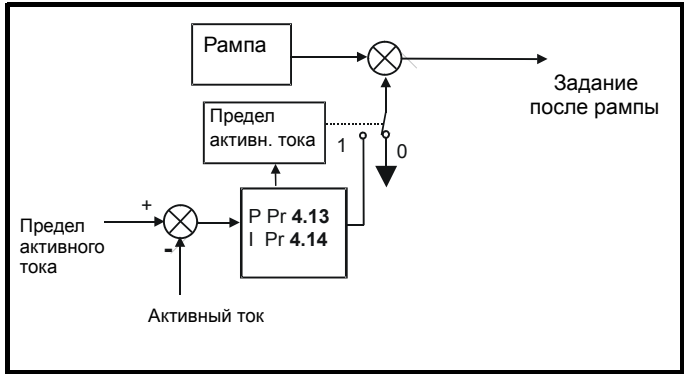 Рампа
Задание
после рампы
Предел
активн. тока
1
0
+
P Pr 4.13
I Pr 4.14
-
Предел
активного
тока
Активный ток